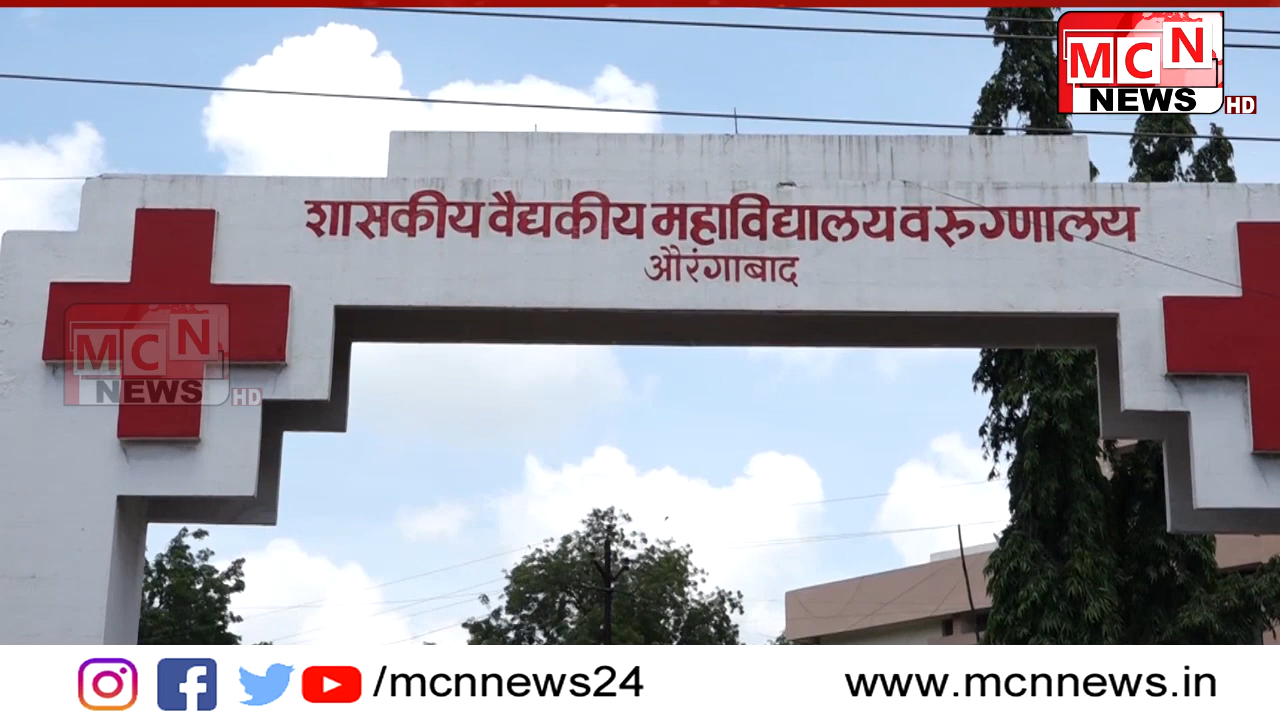 MCN
NEWS HD
शासकीय वैद्यकीय महाविद्यालय व रुग्णालय
औरंगाबाद
MCN
NEWS HD
/mcnnews24
www.mcnnews.in